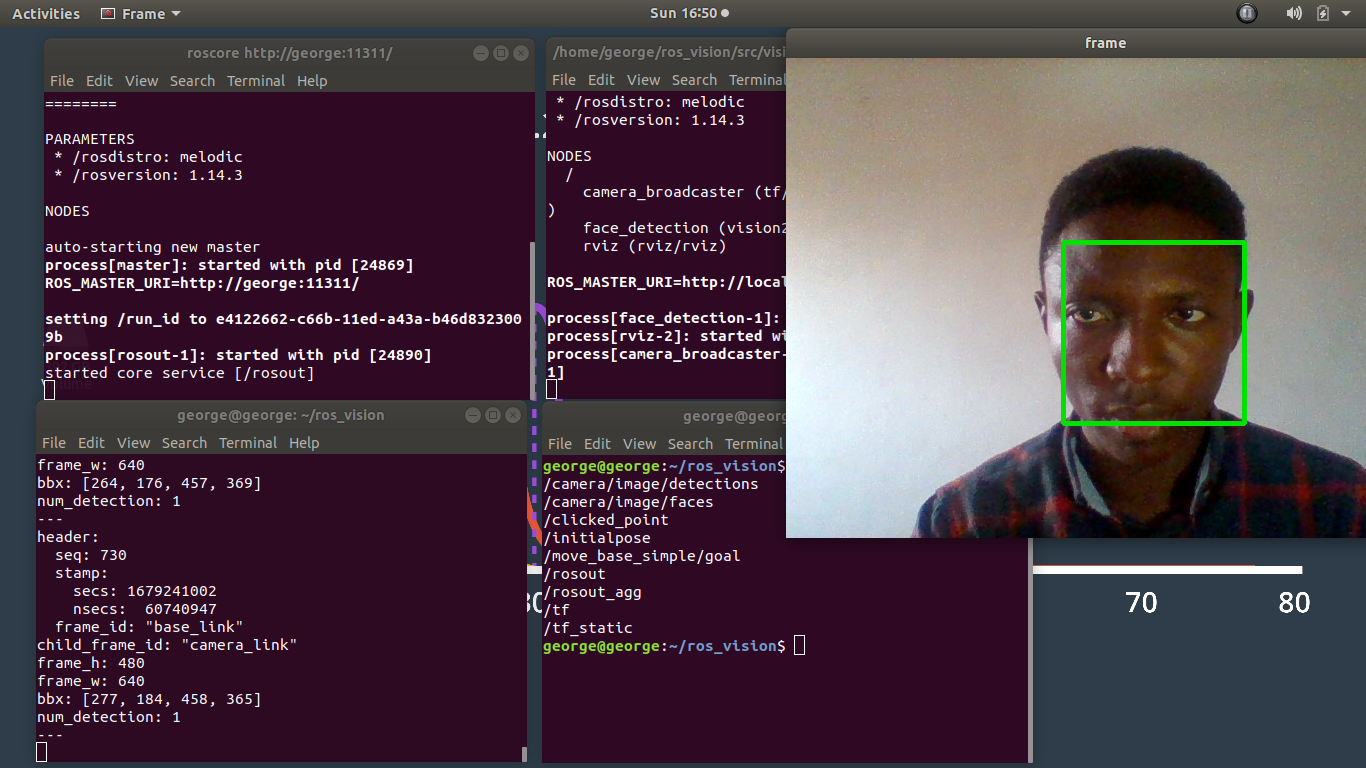 Activities Frame Sun 16:50
roscore http://george:11311/
File Edit View Search Terminal Help
========
PARAMETERS
* /rosdistro: melodic
* /rosversion: 1.14.3
NODES
auto-starting new master
process[master]: started with pid [24869]
ROS_MASTER_URI=http://george:11311/
setting /run_id to e4122662-c66b-11ed-a43a-b46d832300
9b
process[rosout-1]: started with pid [24890]
started core service [/rosout]
/home/george/ros_vision/src/visi
File Edit View Search Terminal
* /rosdistro: melodic
* /rosversion: 1.14.3
NODES
/
camera_broadcaster (tf/
)
face_detection (vision2
rviz (rviz/rviz)
ROS_MASTER_URI=http://local
process[face_detection-1]:
process[rviz-2]: started wi
process[camera_broadcaster-
1]
frame
george@george: ~/ros_vision
File Edit View Search Terminal Help
frame_w: 640
bbx: [264, 176, 457, 369]
num_detection: 1
---
header:
seq: 730
stamp:
secs: 1679241002
nsecs: 60740947
frame_id: "base_link"
child_frame_id: "camera_link"
frame_h: 480
frame_w: 640
bbx: [277, 184, 458, 365]
num_detection: 1
---
george@georg
File Edit View Search Terminal
george@george:~/ros_vision$
/camera/image/detections
/camera/image/faces
/clicked_point
/initialpose
/move_base_simple/goal
/rosout
/rosout_agg
/tf
/tf_static
george@george:~/ros_vision$
70 80